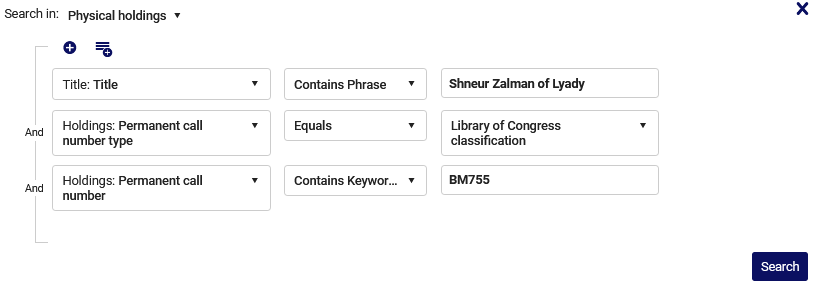 Search in: Physical holdings
Title: Title Contains Phrase Shneur Zalman of Lyady
And Holdings: Permanent call number type Equals Library of Congress classification
And Holdings: Permanent call number Contains Keywor... BM755
Search